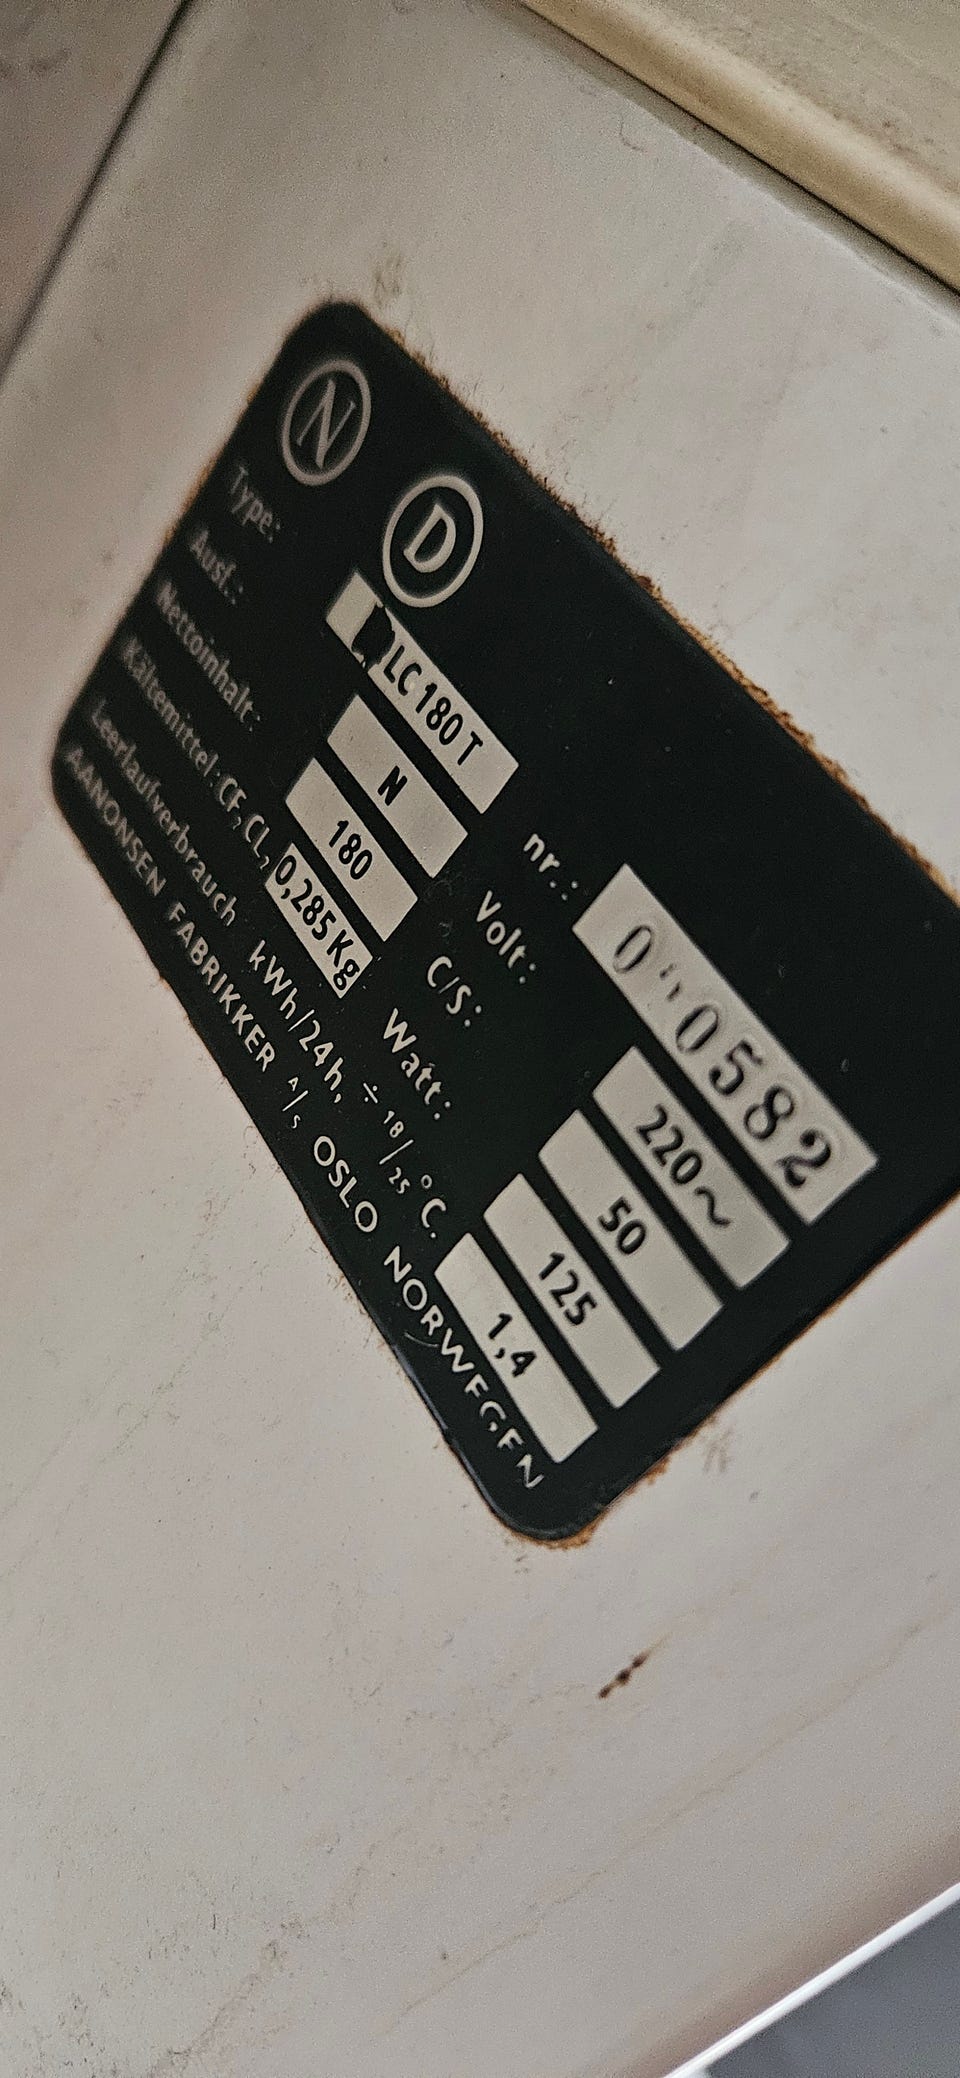 N D
Type: LC 180 T nr.: 0 0582
Ausf.: N Volt: 220~
Nettoinhalt: 180 C/S: 50
Kältemittel: CF₂CL₂ 0,285 Kg Watt: 125
Leerlaufverbrauch kWh/24h, ÷ 18/25 °C. 1,4
AANONSEN FABRIKKER A/S OSLO NORWEGEN